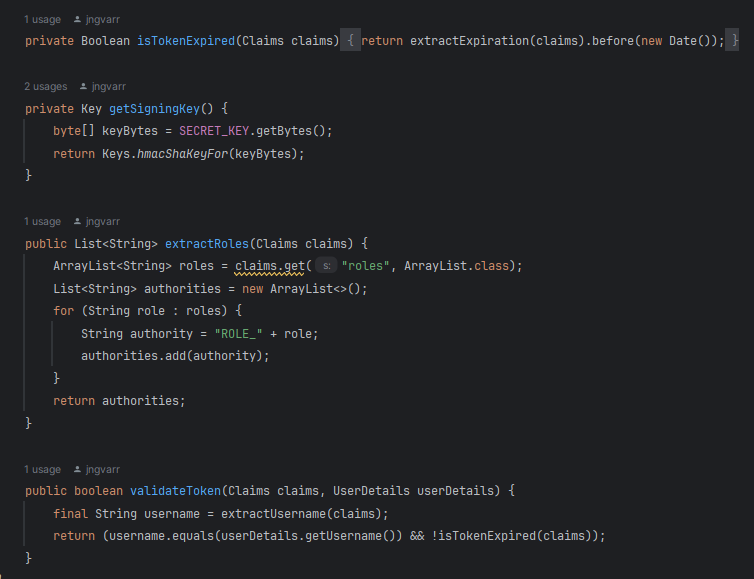 1 usage jngvarr
private Boolean isTokenExpired(Claims claims) { return extractExpiration(claims).before(new Date()); }
2 usages jngvarr
private Key getSigningKey() {
    byte[] keyBytes = SECRET_KEY.getBytes();
    return Keys.hmacShaKeyFor(keyBytes);
}
1 usage jngvarr
public List<String> extractRoles(Claims claims) {
    ArrayList<String> roles = claims.get( s: "roles", ArrayList.class);
    List<String> authorities = new ArrayList<>();
    for (String role : roles) {
        String authority = "ROLE_" + role;
        authorities.add(authority);
    }
    return authorities;
}
1 usage jngvarr
public boolean validateToken(Claims claims, UserDetails userDetails) {
    final String username = extractUsername(claims);
    return (username.equals(userDetails.getUsername()) && !isTokenExpired(claims));
}